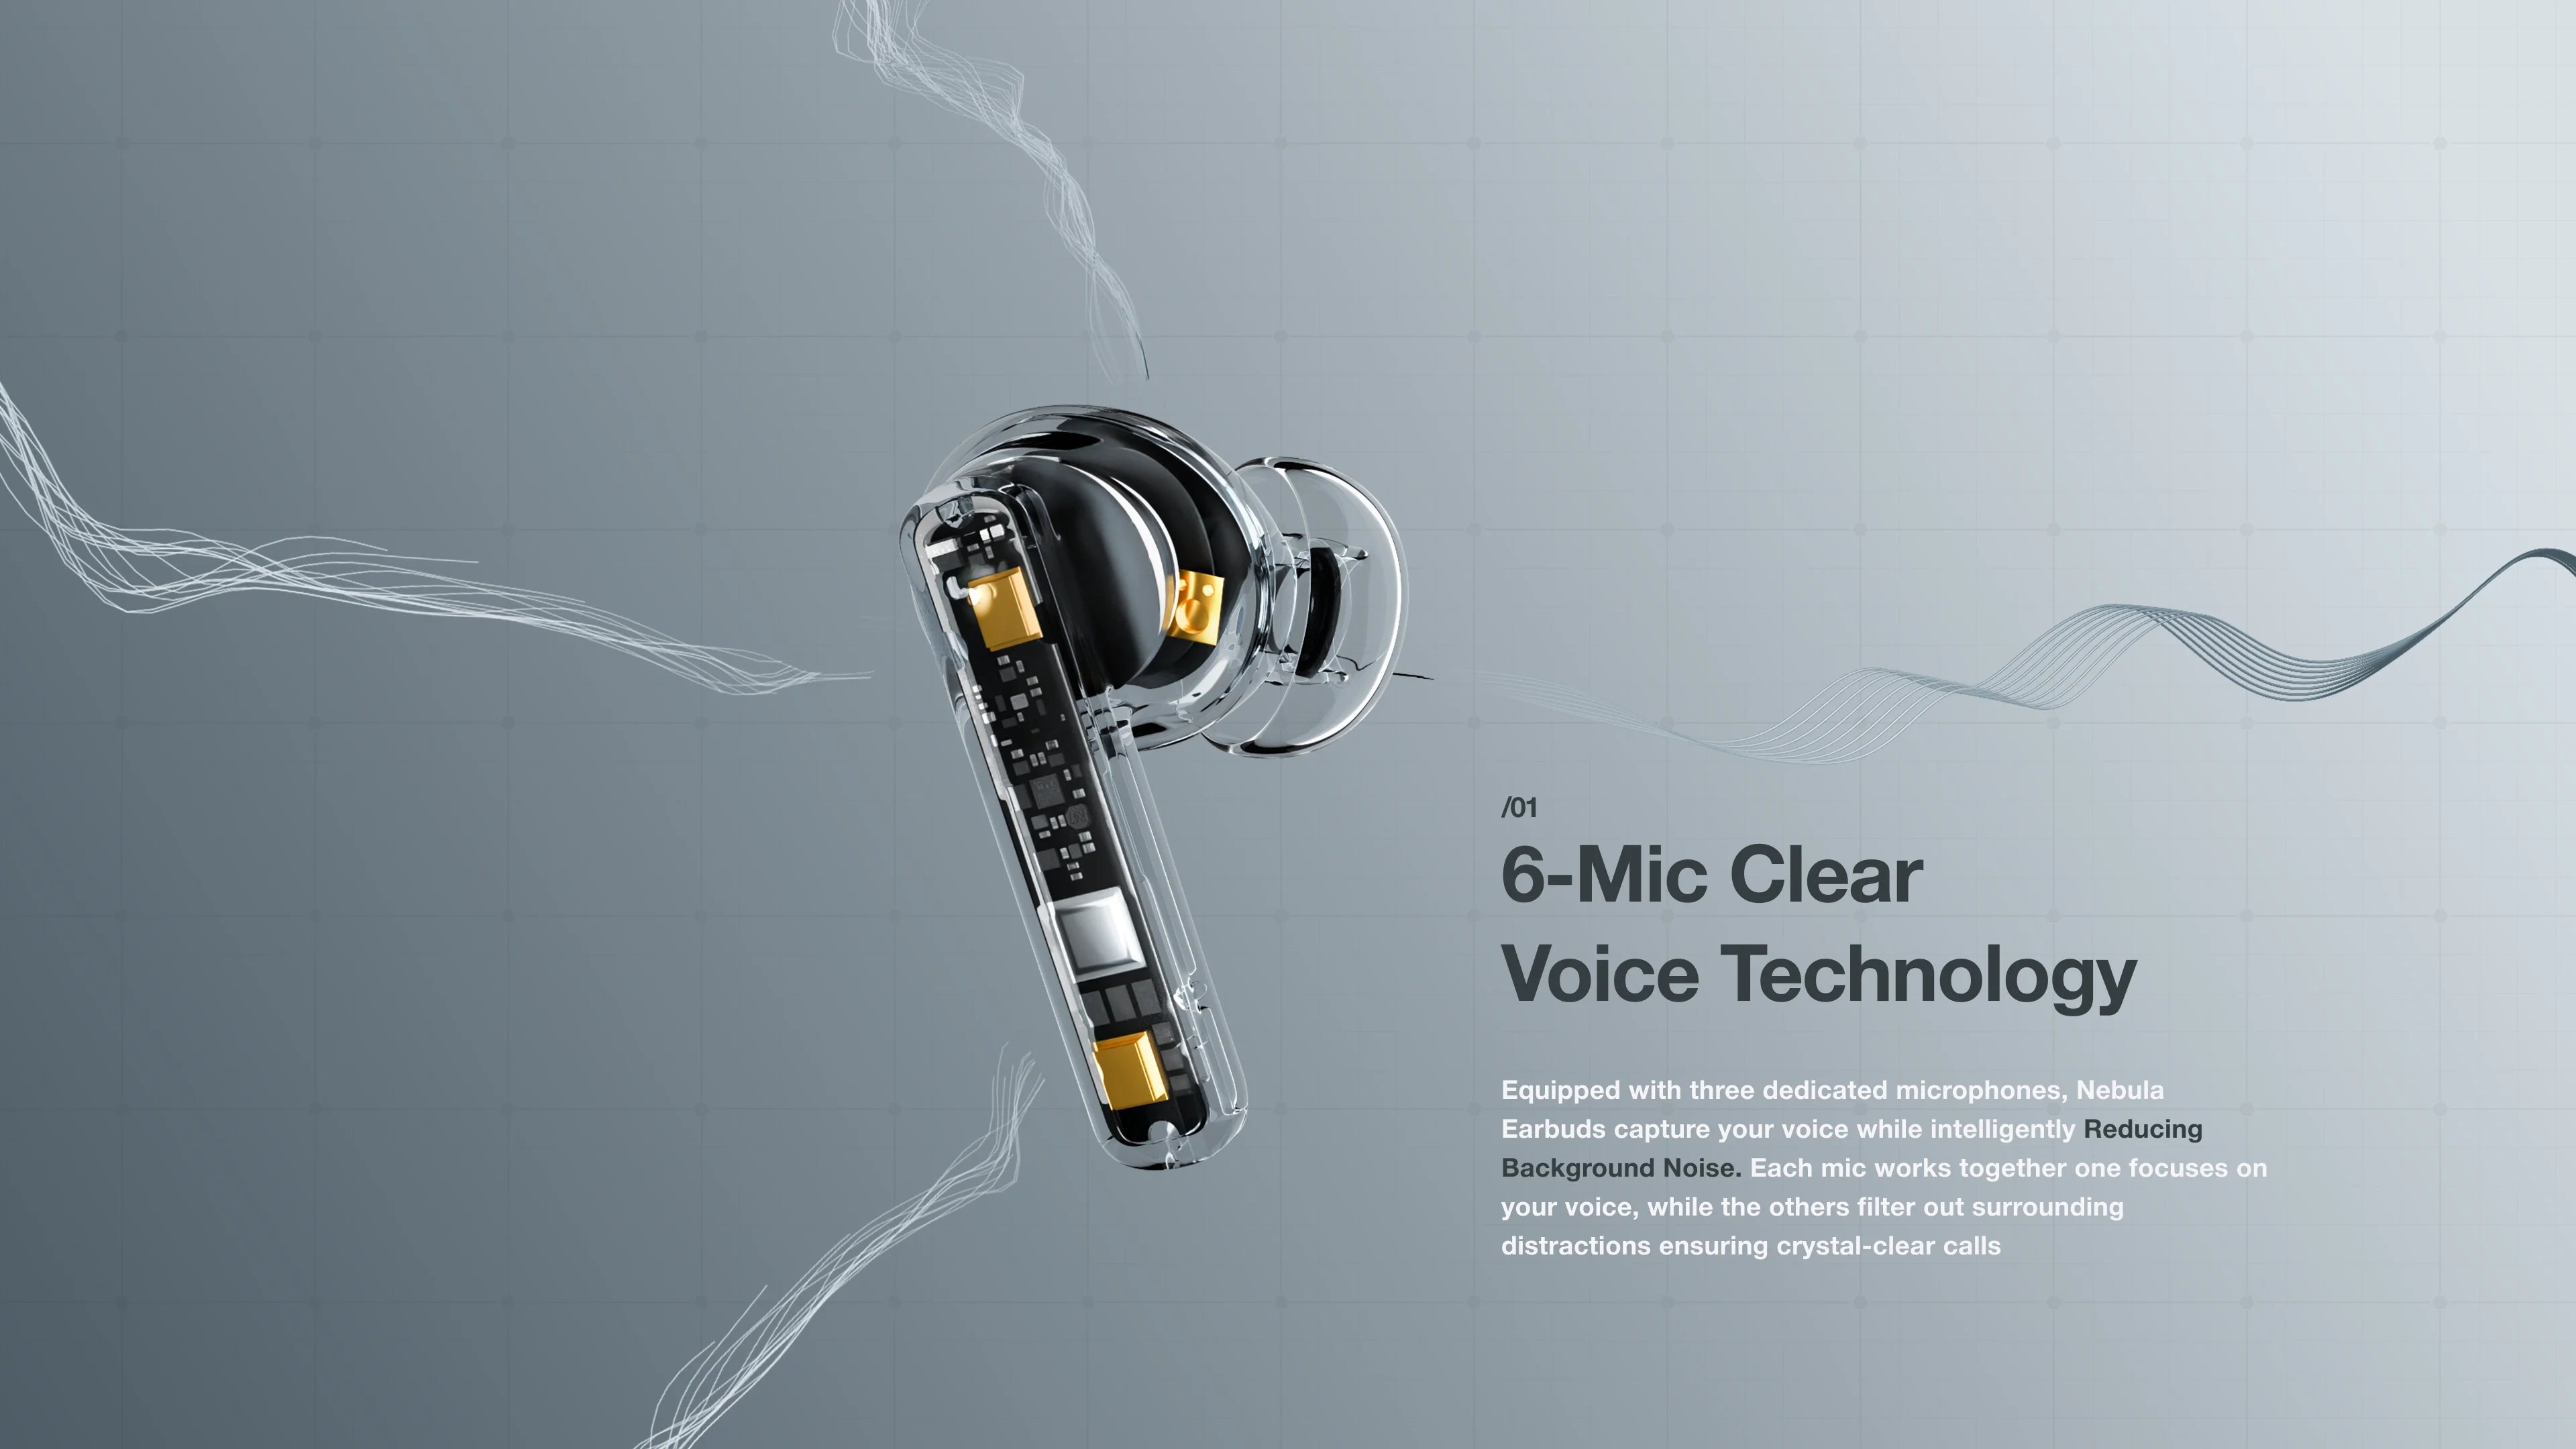 /01
6-Mic Clear
Voice Technology
Equipped with three dedicated microphones, Nebula
Earbuds capture your voice while intelligently Reducing
Background Noise. Each mic works together one focuses on
your voice, while the others filter out surrounding
distractions ensuring crystal-clear calls